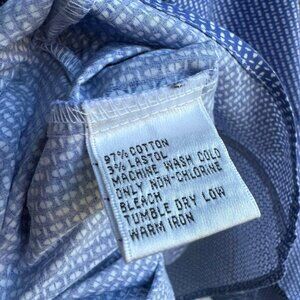 97% COTTON
3% LASTOL
MACHINE WASH COLD
ONLY NON-CHLORINE
BLEACH
TUMBLE DRY LOW
WARM IRON